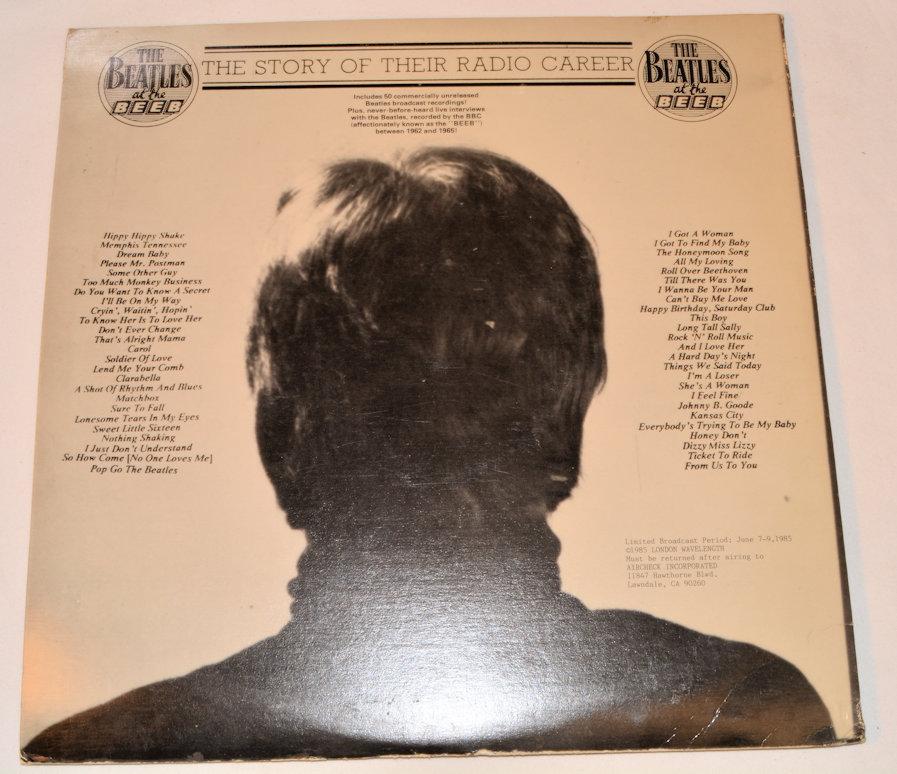 THE
BEATLES
at the
BEEB
THE STORY OF THEIR RADIO CAREER
THE
BEATLES
at the
BEEB
Includes 50 commercially unreleased
Beatles broadcast recordings!
Plus, never-before-heard live interviews
with the Beatles, recorded by the BBC
(affectionately known as the "BEEB")
between 1962 and 1965!
Hippy Hippy Shake
Memphis Tennessee
Dream Baby
Please Mr. Postman
Some Other Guy
Too Much Monkey Business
Do You Want To Know A Secret
I'll Be On My Way
Cryin', Waitin', Hopin'
To Know Her Is To Love Her
Don't Ever Change
That's Alright Mama
Carol
Soldier Of Love
Lend Me Your Comb
Clarabella
A Shot Of Rhythm And Blues
Matchbox
Sure To Fall
Lonesome Tears In My Eyes
Sweet Little Sixteen
Nothing Shaking
I Just Don't Understand
So How Come [No One Loves Me]
Pop Go The Beatles
I Got A Woman
I Got To Find My Baby
The Honeymoon Song
All My Loving
Roll Over Beethoven
Till There Was You
I Wanna Be Your Man
Can't Buy Me Love
Happy Birthday, Saturday Club
This Boy
Long Tall Sally
Rock 'N' Roll Music
And I Love Her
A Hard Day's Night
Things We Said Today
I'm A Loser
She's A Woman
I Feel Fine
Johnny B. Goode
Kansas City
Everybody's Trying To Be My Baby
Honey Don't
Dizzy Miss Lizzy
Ticket To Ride
From Us To You
Limited Broadcast Period; June 7-9,1985
©1985 LONDON WAVELENGTH
Must be returned after airing to
AIRCHECK INCORPORATED
11847 Hawthorne Blvd.
Lawndale, CA 90260